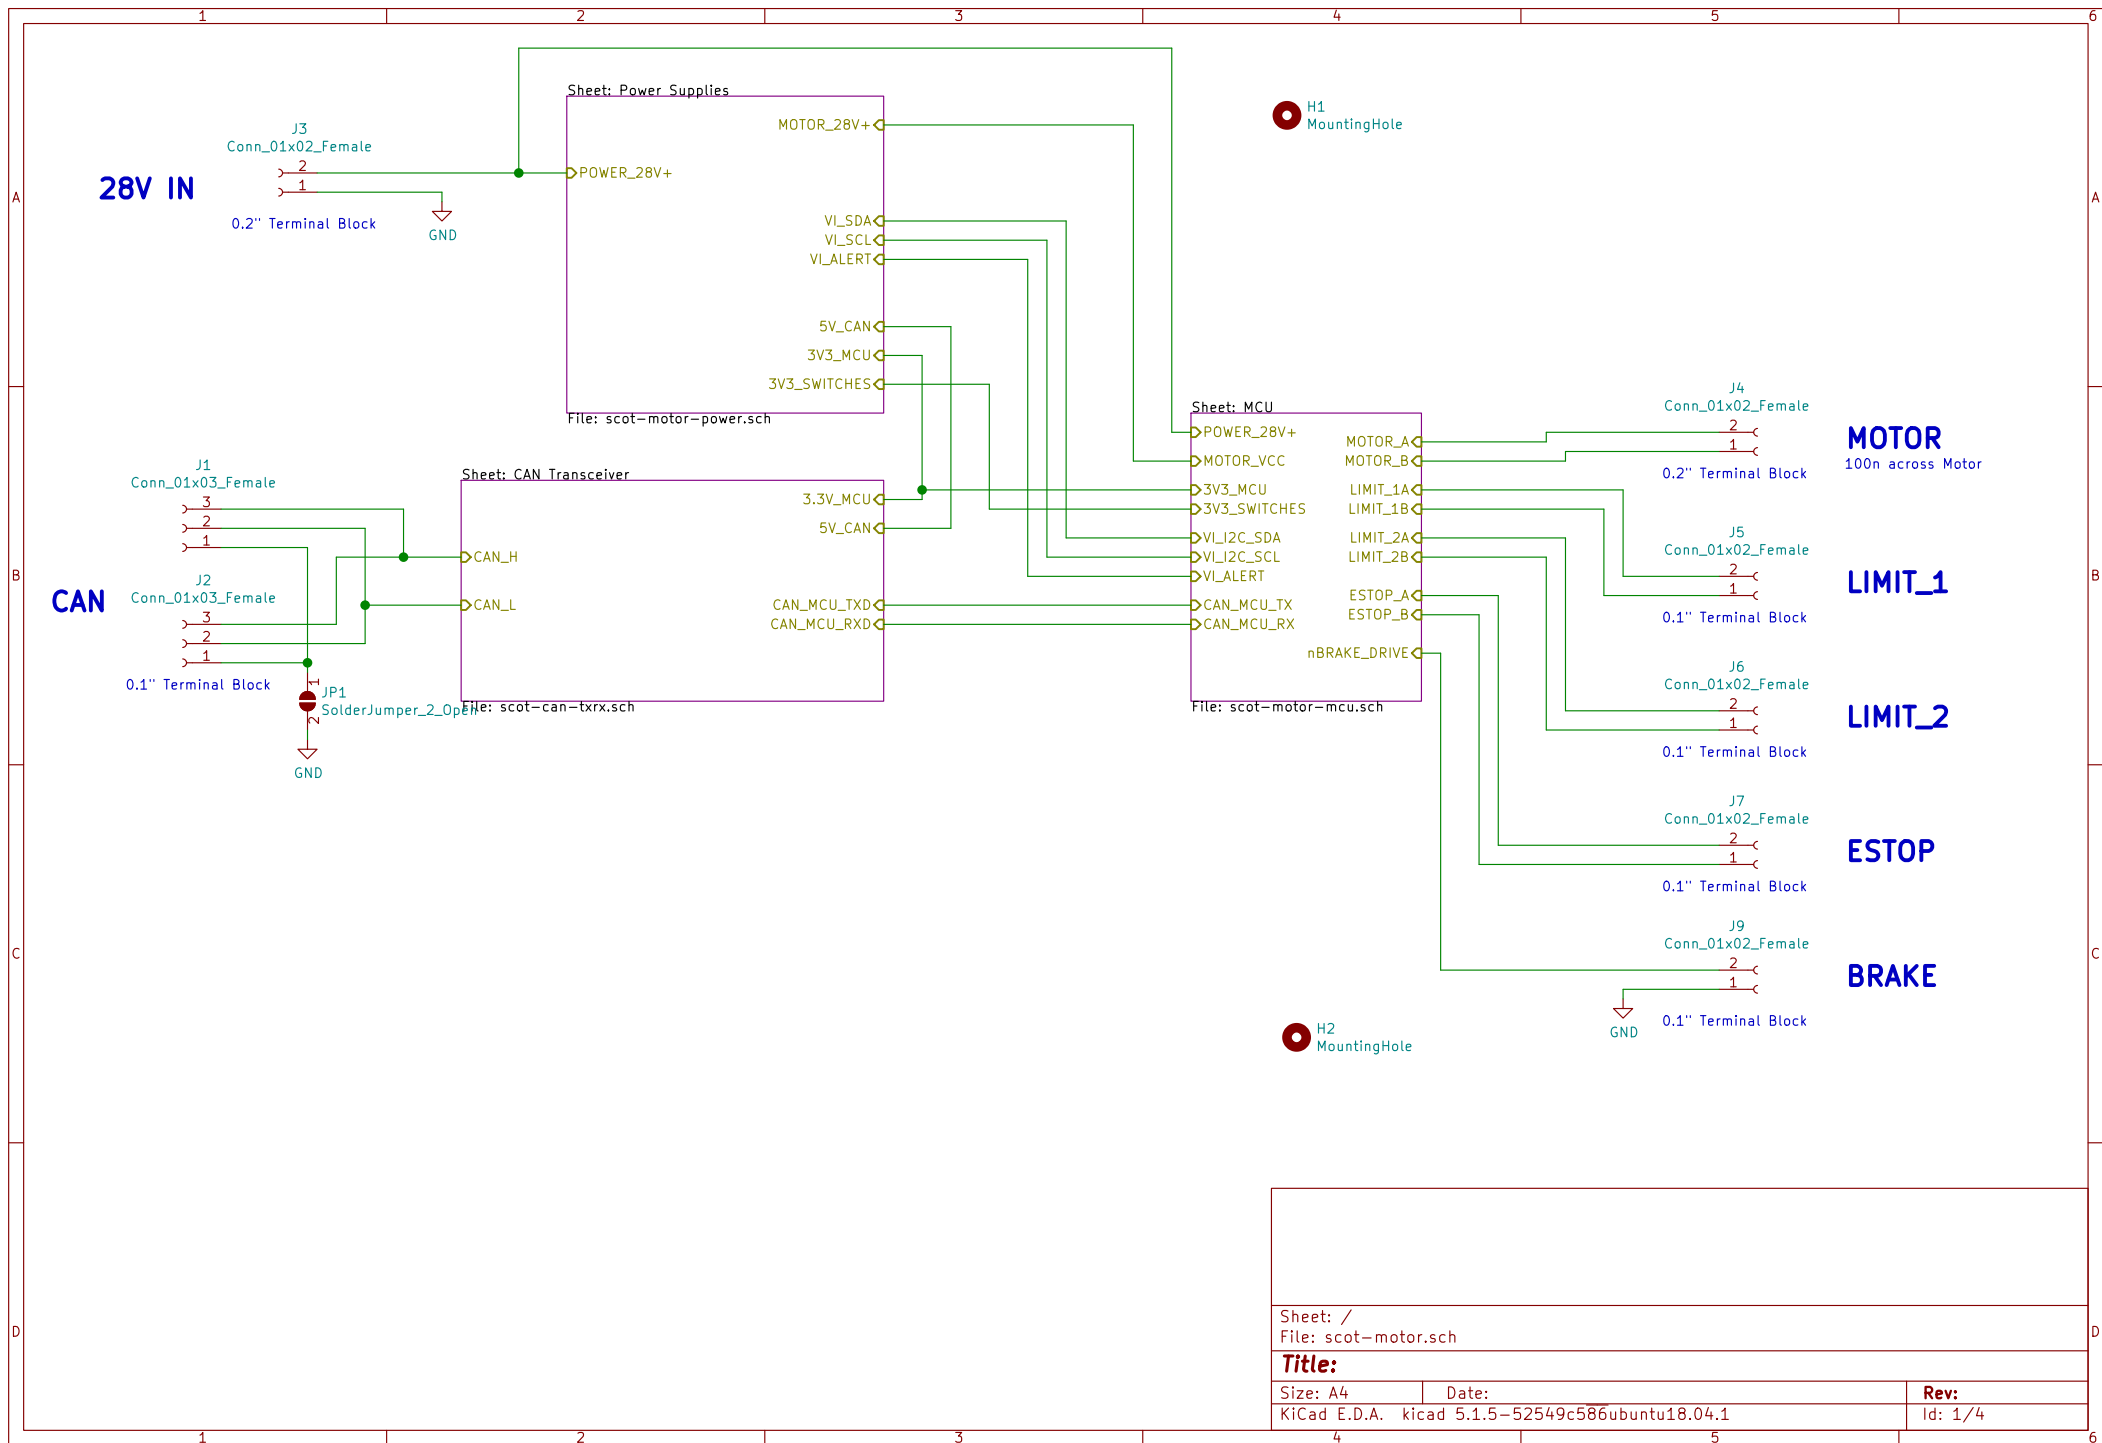 1 2 3 4 5 6
A
B
C
D
A
B
C
D
28V IN
J3
Conn_01x02_Female
2
1
0.2" Terminal Block
GND
Sheet: Power Supplies
MOTOR_28V+
POWER_28V+
VI_SDA
VI_SCL
VI_ALERT
5V_CAN
3V3_MCU
3V3_SWITCHES
File: scot-motor-power.sch
H1
MountingHole
CAN
J1
Conn_01x03_Female
3
2
1
J2
Conn_01x03_Female
3
2
1
0.1" Terminal Block
1
JP1
SolderJumper_2_Open
2
GND
Sheet: CAN Transceiver
3.3V_MCU
5V_CAN
CAN_H
CAN_L
CAN_MCU_TXD
CAN_MCU_RXD
File: scot-can-txrx.sch
Sheet: MCU
POWER_28V+
MOTOR_VCC
3V3_MCU
3V3_SWITCHES
VI_I2C_SDA
VI_I2C_SCL
VI_ALERT
CAN_MCU_TX
CAN_MCU_RX
MOTOR_A
MOTOR_B
LIMIT_1A
LIMIT_1B
LIMIT_2A
LIMIT_2B
ESTOP_A
ESTOP_B
nBRAKE_DRIVE
File: scot-motor-mcu.sch
J4
Conn_01x02_Female
2
1
0.2" Terminal Block
MOTOR
100n across Motor
J5
Conn_01x02_Female
2
1
0.1" Terminal Block
LIMIT_1
J6
Conn_01x02_Female
2
1
0.1" Terminal Block
LIMIT_2
J7
Conn_01x02_Female
2
1
0.1" Terminal Block
ESTOP
J9
Conn_01x02_Female
2
1
0.1" Terminal Block
GND
BRAKE
H2
MountingHole
Sheet: /
File: scot-motor.sch
Title:
Size: A4 Date: Rev:
KiCad E.D.A. kicad 5.1.5-52549c586ubuntu18.04.1 Id: 1/4
1 2 3 4 5 6